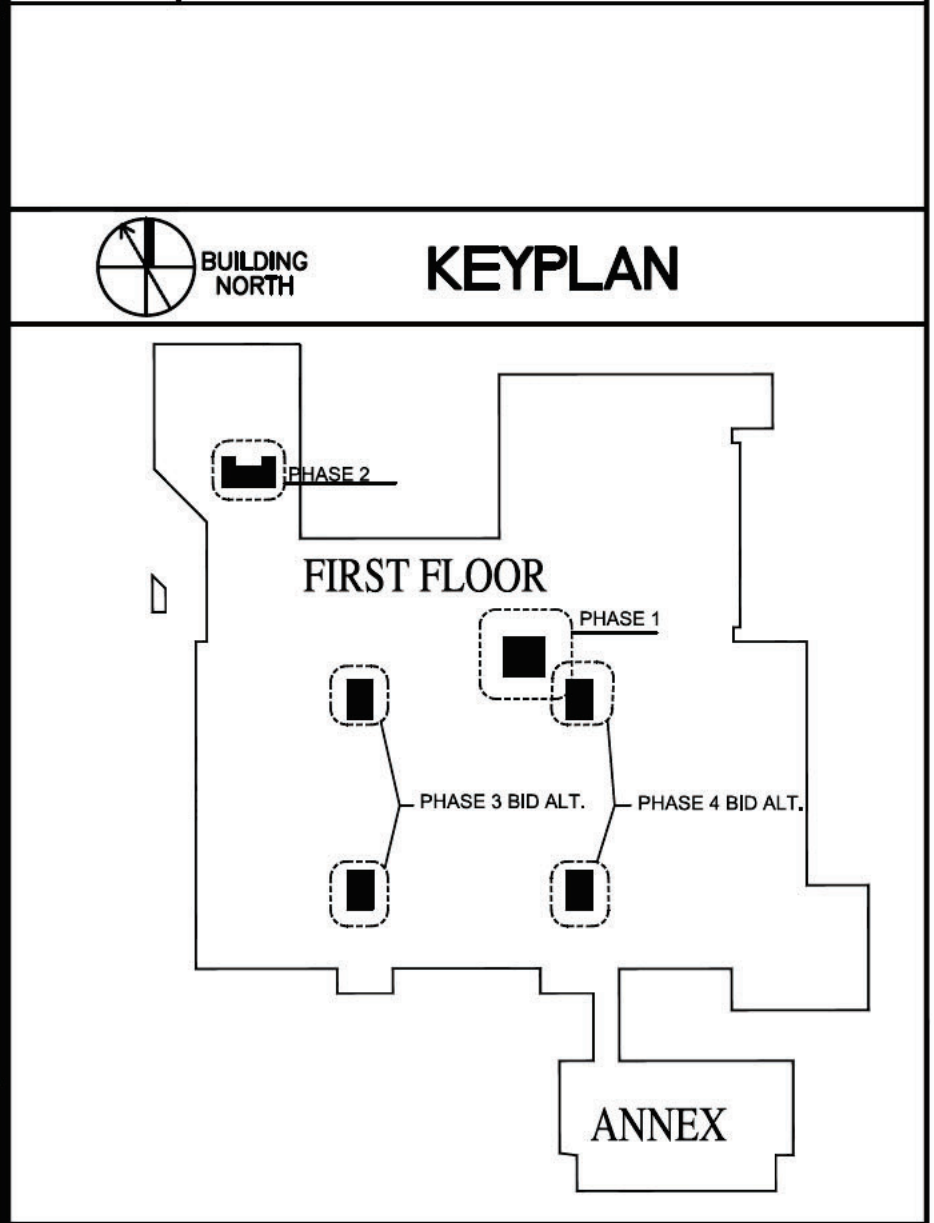 BUILDING
NORTH
KEYPLAN
PHASE 2
FIRST FLOOR
PHASE 1
PHASE 3 BID ALT.
PHASE 4 BID ALT.
ANNEX